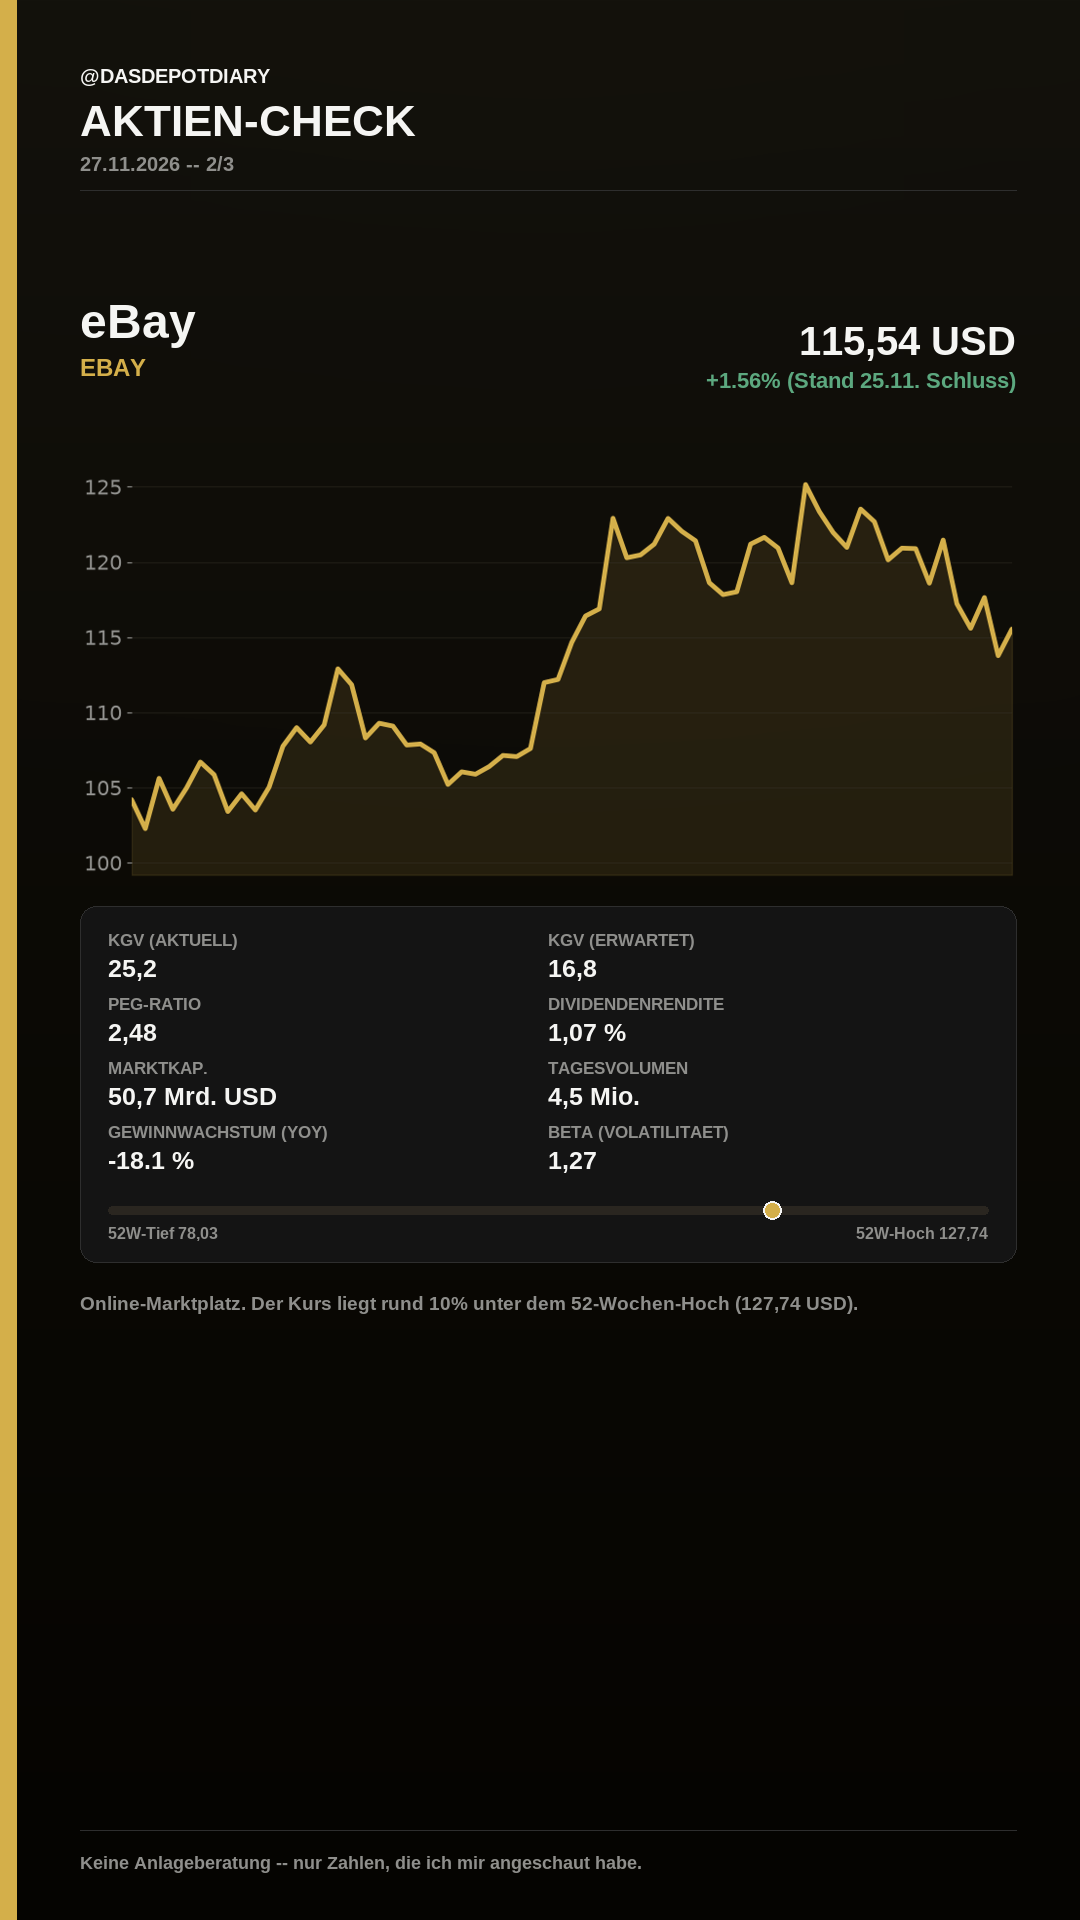 @DASDEPOTDIARY
AKTIEN-CHECK
27.11.2026 -- 2/3
eBay
EBAY
115,54 USD
+1.56% (Stand 25.11. Schluss)
125
120
115
110
105
100
KGV (AKTUELL)
25,2
KGV (ERWARTET)
16,8
PEG-RATIO
2,48
DIVIDENDENRENDITE
1,07 %
MARKTKAP.
50,7 Mrd. USD
TAGESVOLUMEN
4,5 Mio.
GEWINNWACHSTUM (YOY)
-18.1 %
BETA (VOLATILITAET)
1,27
52W-Tief 78,03
52W-Hoch 127,74
Online-Marktplatz. Der Kurs liegt rund 10% unter dem 52-Wochen-Hoch (127,74 USD).
Keine Anlageberatung -- nur Zahlen, die ich mir angeschaut habe.